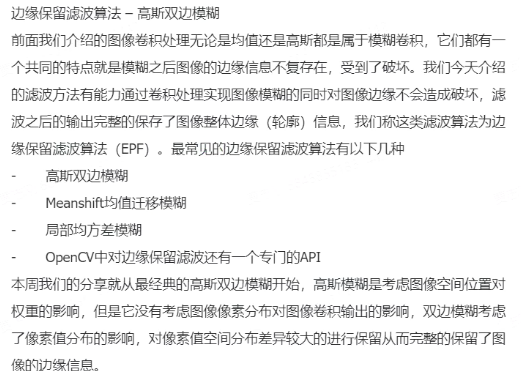 边缘保留滤波算法 – 高斯双边模糊
前面我们介绍的图像卷积处理无论是均值还是高斯都是属于模糊卷积，它们都有一
个共同的特点就是模糊之后图像的边缘信息不复存在，受到了破坏。我们今天介绍
的滤波方法有能力通过卷积处理实现图像模糊的同时对图像边缘不会造成破坏，滤
波之后的输出完整的保存了图像整体边缘（轮廓）信息，我们称这类滤波算法为边
缘保留滤波算法（EPF）。最常见的边缘保留滤波算法有以下几种
- 高斯双边模糊
- Meanshift均值迁移模糊
- 局部均方差模糊
- OpenCV中对边缘保留滤波还有一个专门的API
本周我们的分享就从最经典的高斯双边模糊开始，高斯模糊是考虑图像空间位置对
权重的影响，但是它没有考虑图像像素分布对图像卷积输出的影响，双边模糊考虑
了像素值分布的影响，对像素值空间分布差异较大的进行保留从而完整的保留了图
像的边缘信息。